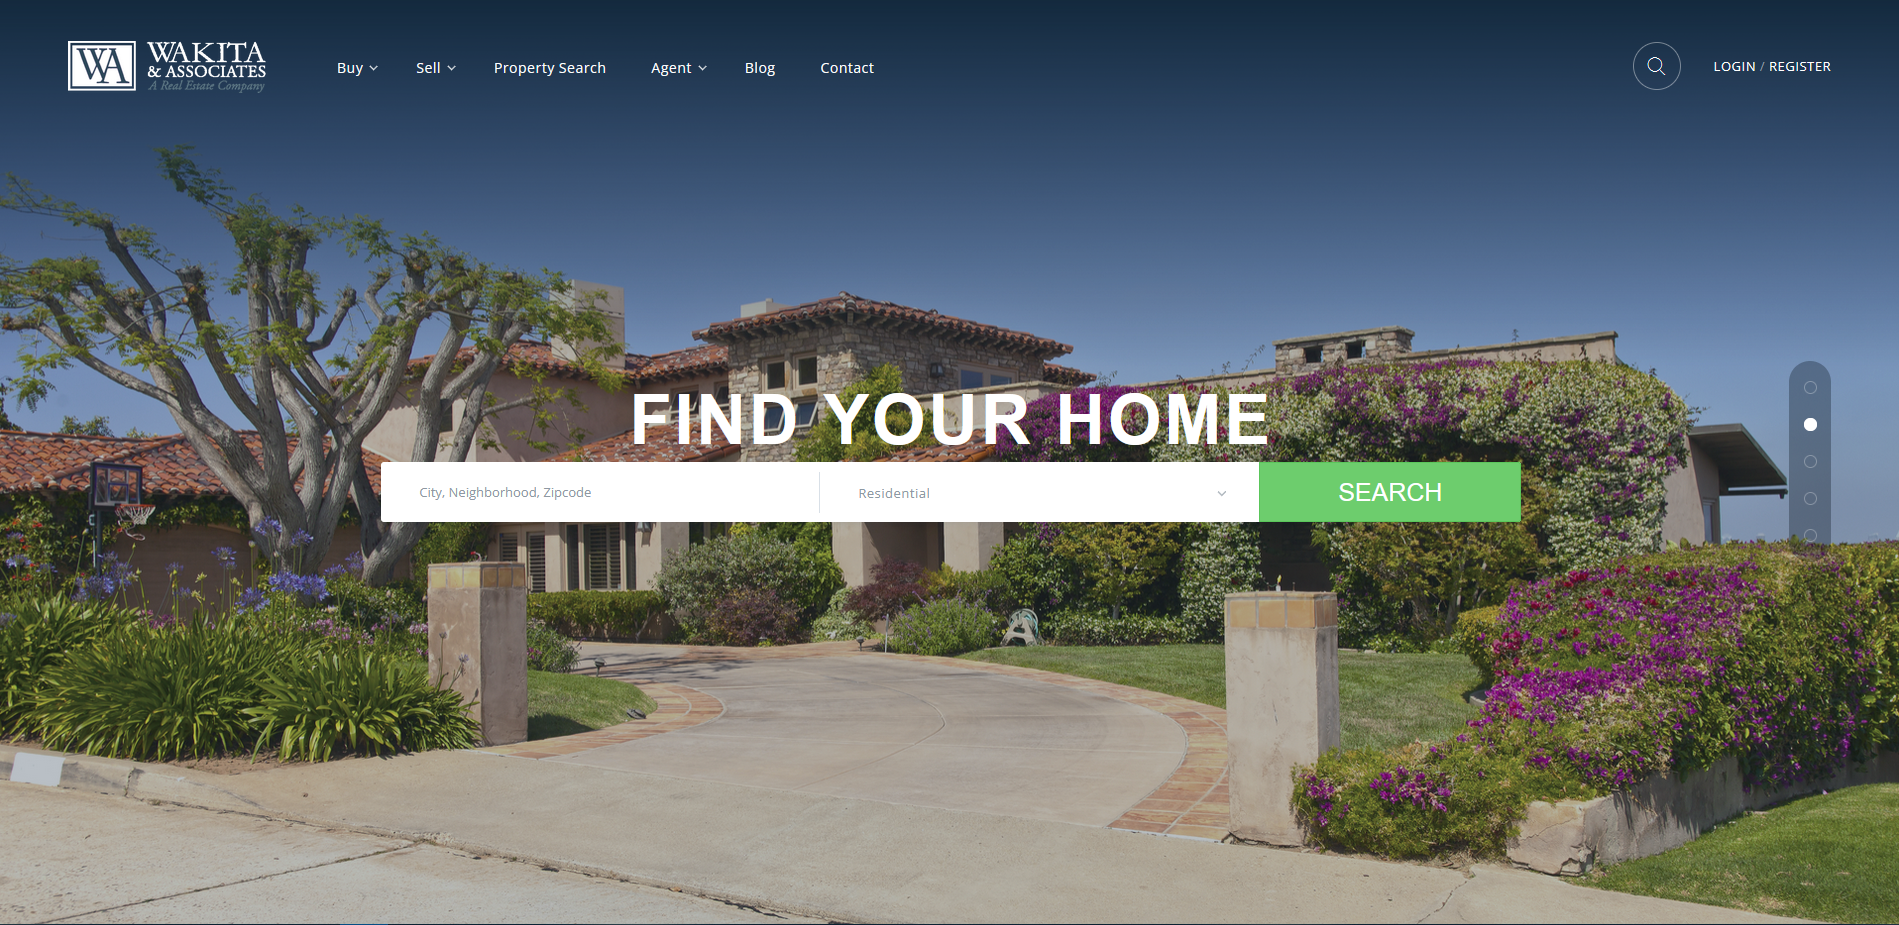 WA
WAKITA
& ASSOCIATES
A Real Estate Company
Buy
Sell
Property Search
Agent
Blog
Contact
LOGIN / REGISTER
FIND YOUR HOME
City, Neighborhood, Zipcode
Residential
SEARCH